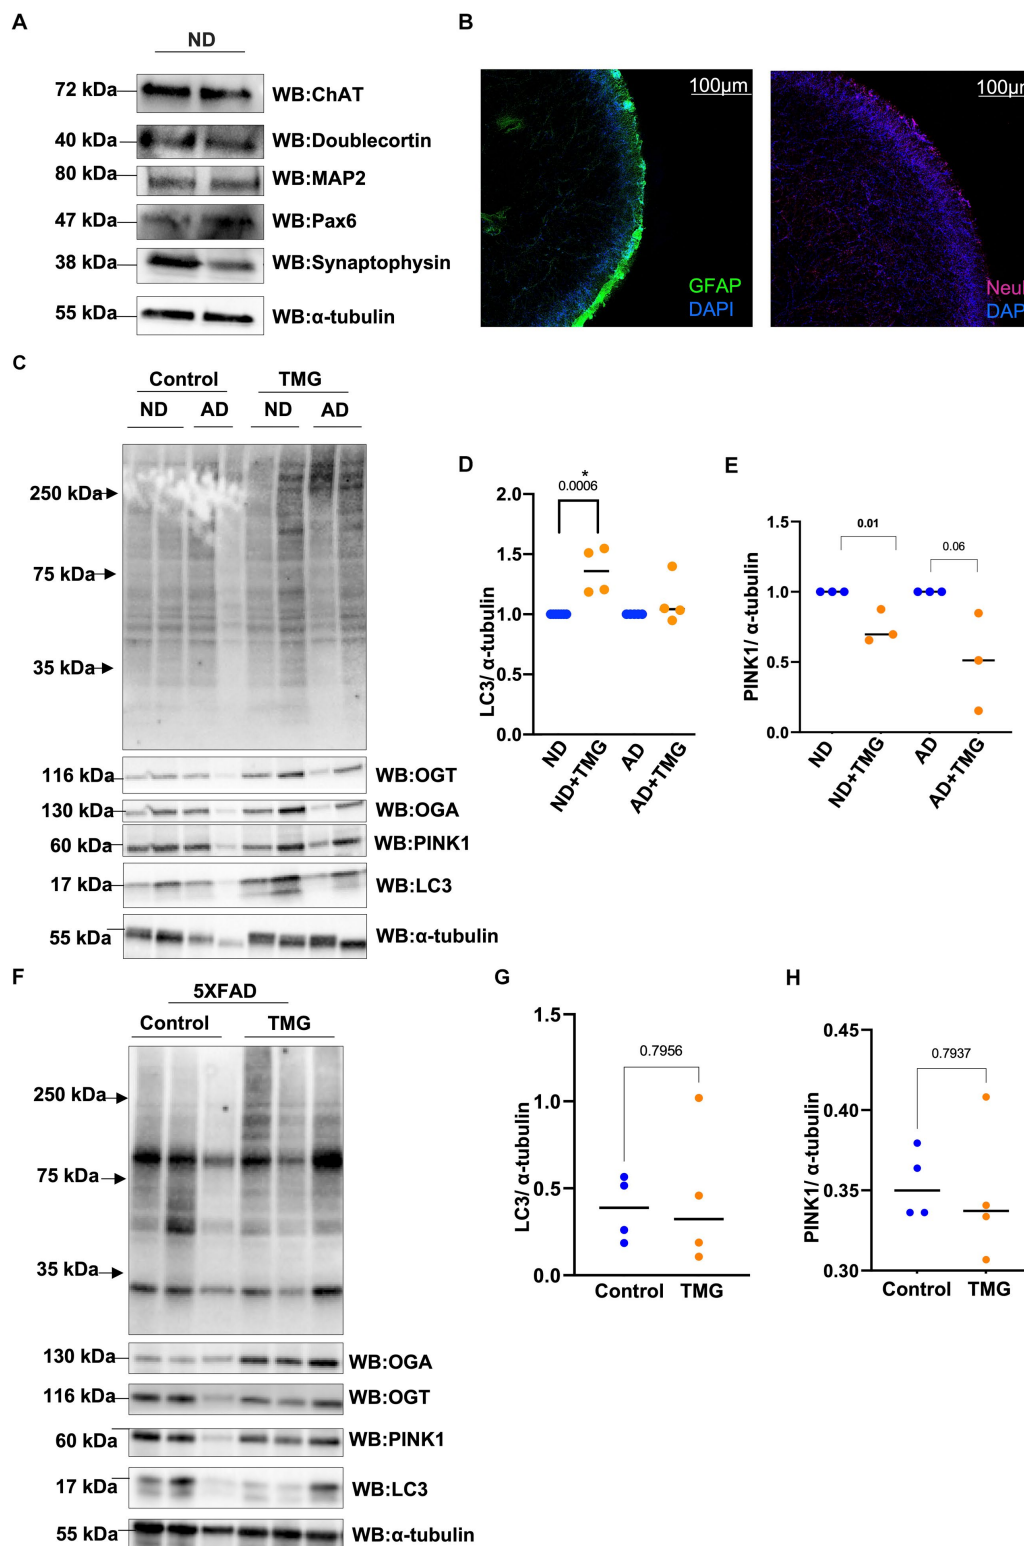 A
ND
72 kDa
WB:ChAT
40 kDa
WB:Doublecortin
80 kDa
WB:MAP2
47 kDa
WB:Pax6
38 kDa
WB:Synaptophysin
55 kDa
WB:α-tubulin
B
100µm
GFAP
DAPI
100µm
Neu
DAP
C
Control TMG
ND AD ND AD
250 kDa
75 kDa
35 kDa
116 kDa
WB:OGT
130 kDa
WB:OGA
60 kDa
WB:PINK1
17 kDa
WB:LC3
55 kDa
WB:α-tubulin
D
*
0.0006
2.0
1.5
1.0
0.5
0.0
LC3/ α-tubulin
ND
ND+TMG
AD
AD+TMG
E
0.01
0.06
1.5
1.0
0.5
0.0
PINK1/ α-tubulin
ND
ND+TMG
AD
AD+TMG
F
5XFAD
Control TMG
250 kDa
75 kDa
35 kDa
130 kDa
WB:OGA
116 kDa
WB:OGT
60 kDa
WB:PINK1
17 kDa
WB:LC3
55 kDa
WB:α-tubulin
G
0.7956
1.5
1.0
0.5
0.0
LC3/ α-tubulin
Control TMG
H
0.7937
0.45
0.40
0.35
0.30
PINK1/ α-tubulin
Control TMG